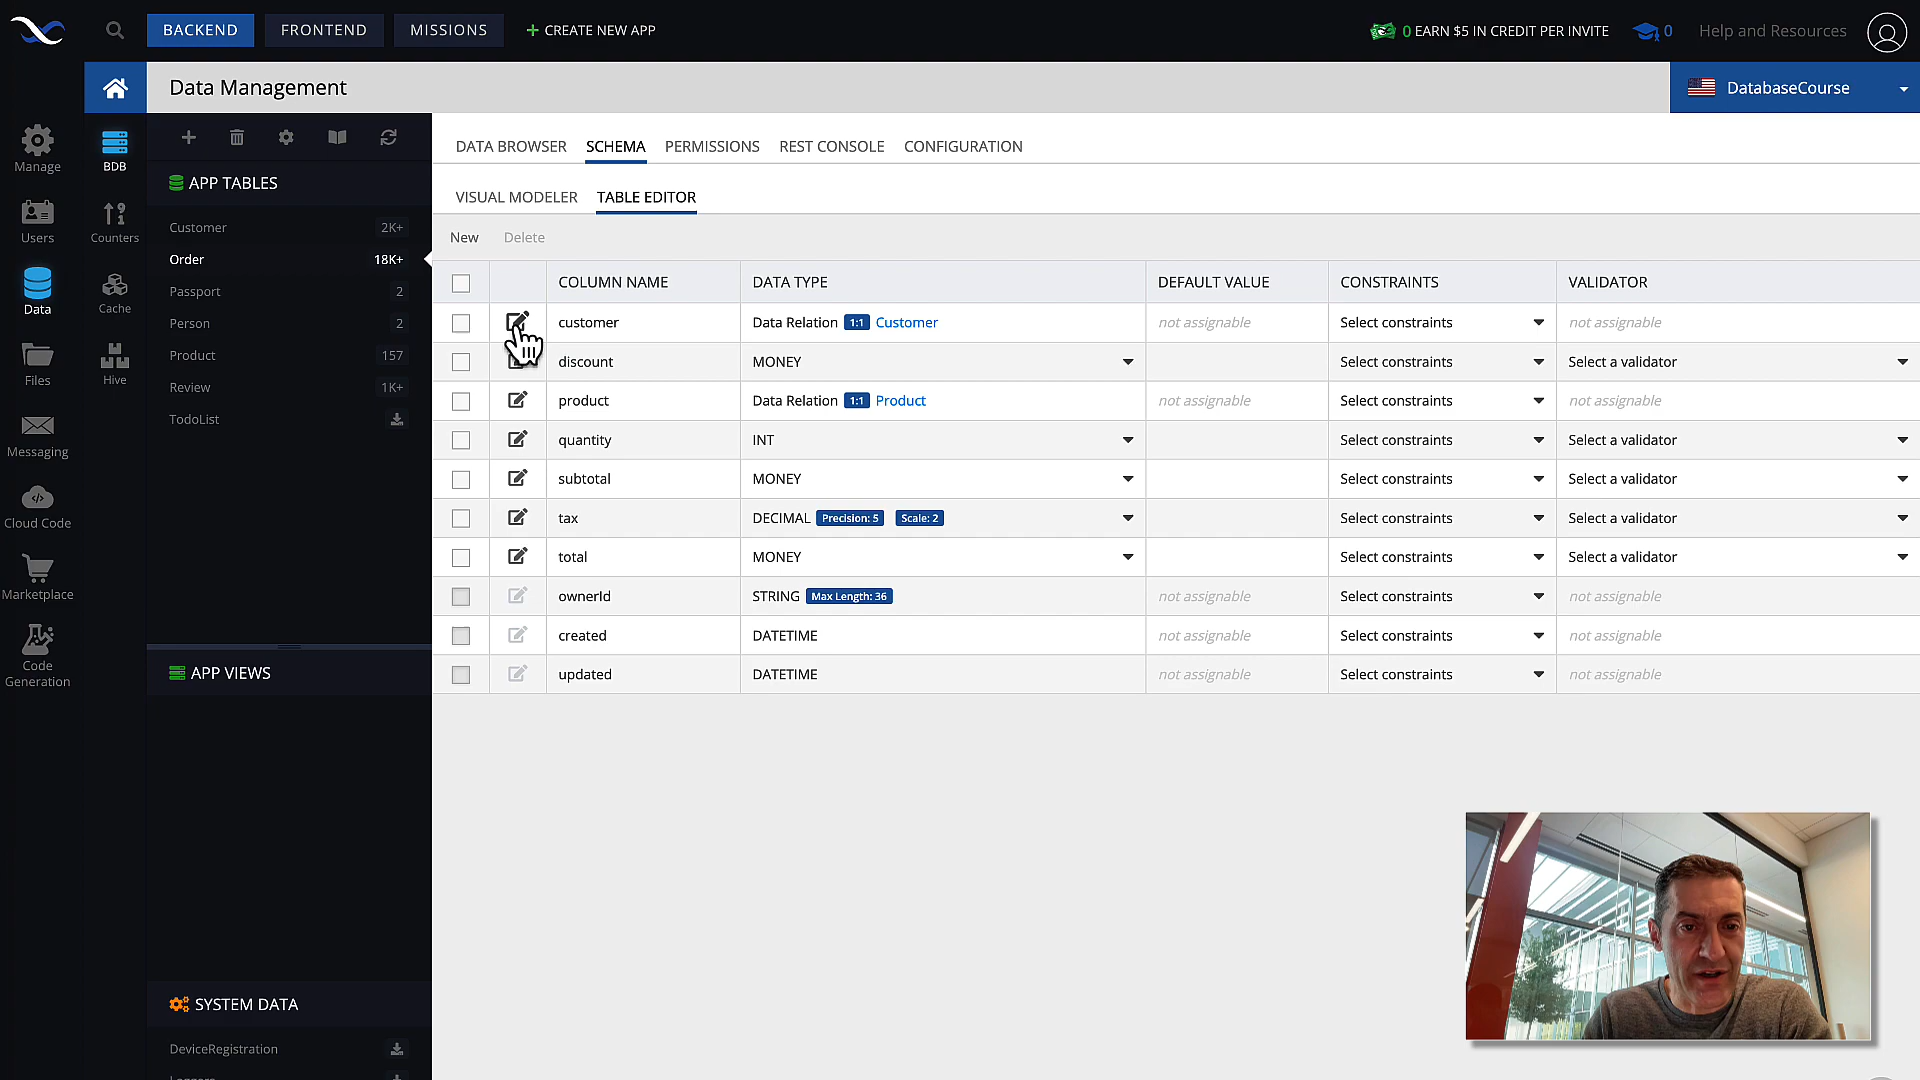 BACKEND
FRONTEND
MISSIONS
+ CREATE NEW APP
0 EARN $5 IN CREDIT PER INVITE
0
Help and Resources
Data Management
DatabaseCourse
Manage
Users
Data
Files
Messaging
Cloud Code
Marketplace
Code
Generation
BDB
Counters
Cache
Hive
APP TABLES
Customer 2K+
Order 18K+
Passport 2
Person 2
Product 157
Review 1K+
TodoList
APP VIEWS
SYSTEM DATA
DeviceRegistration
DATA BROWSER SCHEMA PERMISSIONS REST CONSOLE CONFIGURATION
VISUAL MODELER TABLE EDITOR
New Delete
COLUMN NAME DATA TYPE DEFAULT VALUE CONSTRAINTS VALIDATOR
customer Data Relation 1:1 Customer not assignable Select constraints not assignable
discount MONEY Select constraints Select a validator
product Data Relation 1:1 Product not assignable Select constraints not assignable
quantity INT Select constraints Select a validator
subtotal MONEY Select constraints Select a validator
tax DECIMAL Precision: 5 Scale: 2 Select constraints Select a validator
total MONEY Select constraints Select a validator
ownerId STRING Max Length: 36 not assignable Select constraints not assignable
created DATETIME not assignable Select constraints not assignable
updated DATETIME not assignable Select constraints not assignable